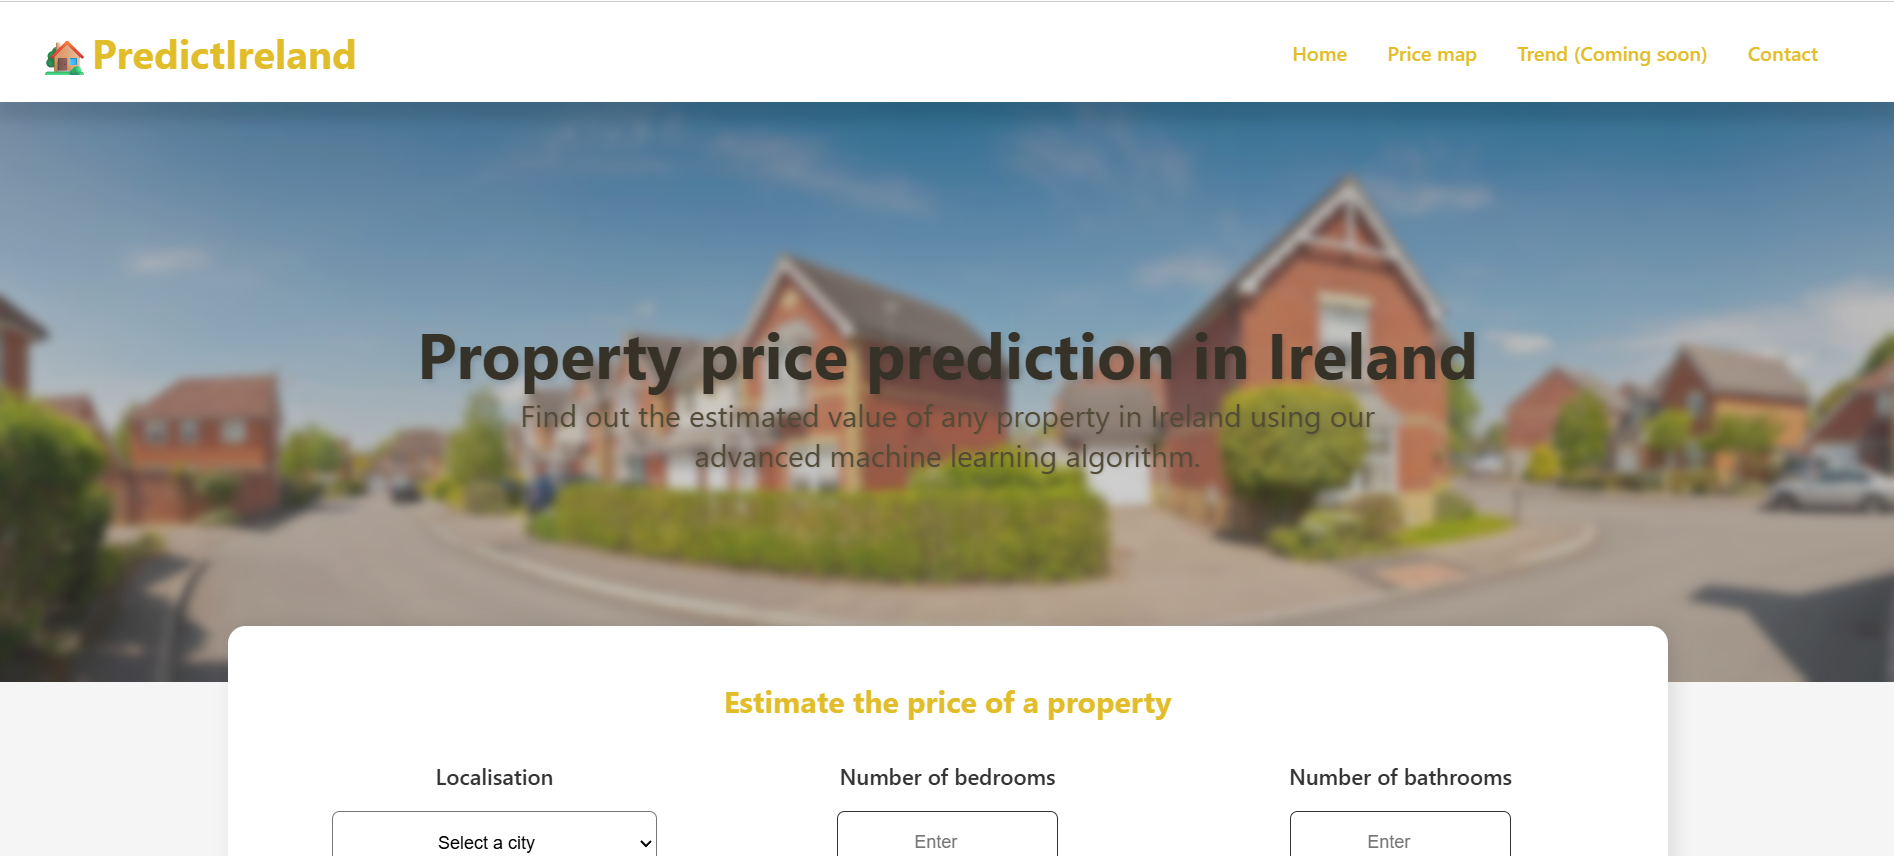 PredictIreland
Home
Price map
Trend (Coming soon)
Contact
Property price prediction in Ireland
Find out the estimated value of any property in Ireland using our
advanced machine learning algorithm.
Estimate the price of a property
Localisation
Number of bedrooms
Number of bathrooms
Select a city
Enter
Enter